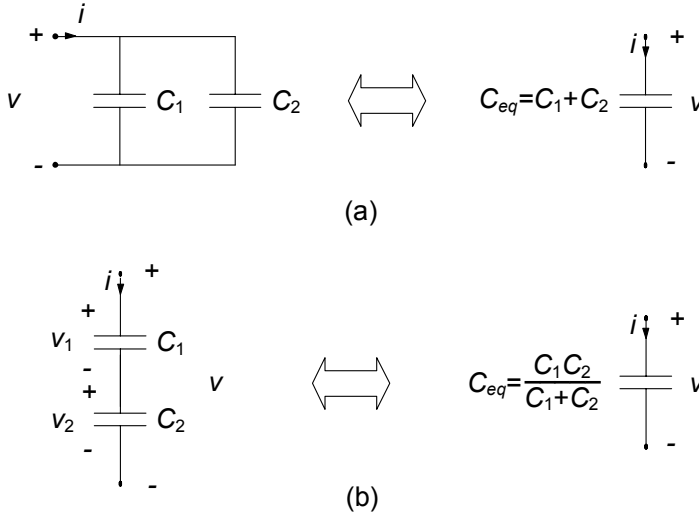 i
+
v
C1
C2
-
Ceq=C1+C2
i
+
v
-
(a)
i
+
+
v1
C1
-
v
+
v2
C2
-
-
Ceq=C1C2/C1+C2
i
+
v
-
(b)